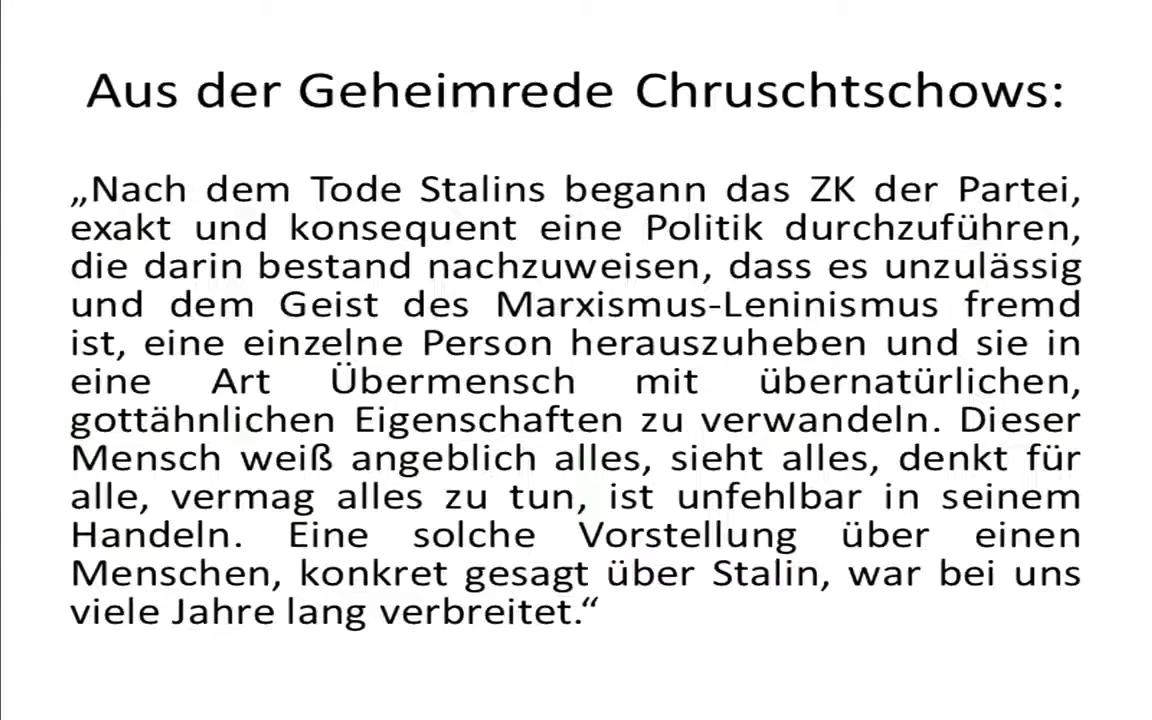 Aus der Geheimrede Chruschtschows:
„Nach dem Tode Stalins begann das ZK der Partei,
exakt und konsequent eine Politik durchzuführen,
die darin bestand nachzuweisen, dass es unzulässig
und dem Geist des Marxismus-Leninismus fremd
ist, eine einzelne Person herauszuheben und sie in
eine Art Übermensch mit übernatürlichen,
gottähnlichen Eigenschaften zu verwandeln. Dieser
Mensch weiß angeblich alles, sieht alles, denkt für
alle, vermag alles zu tun, ist unfehlbar in seinem
Handeln. Eine solche Vorstellung über einen
Menschen, konkret gesagt über Stalin, war bei uns
viele Jahre lang verbreitet.“